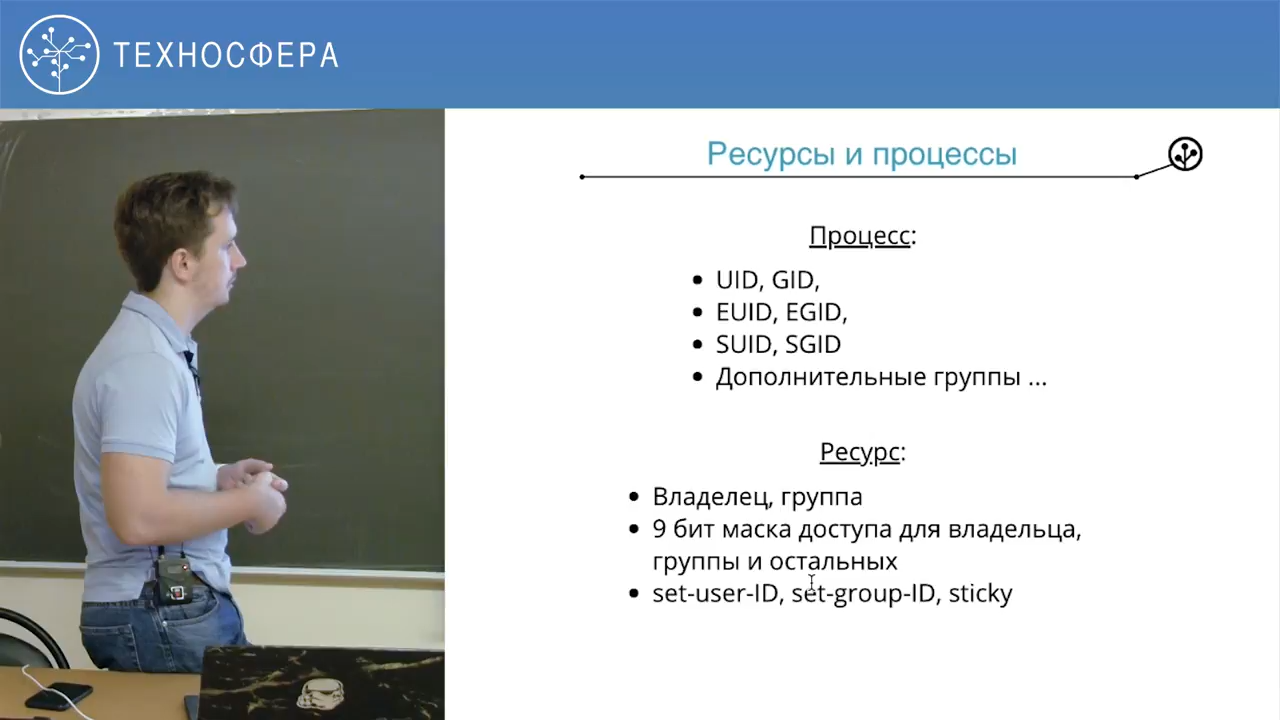 ТЕХНОСФЕРА
Ресурсы и процессы
Процесс:
• UID, GID,
• EUID, EGID,
• SUID, SGID
• Дополнительные группы ...
Ресурс:
• Владелец, группа
• 9 бит маска доступа для владельца,
группы и остальных
• set-user-ID, set-group-ID, sticky